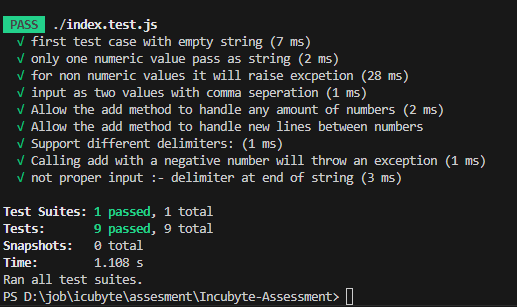 PASS ./index.test.js
√ first test case with empty string (7 ms)
√ only one numeric value pass as string (2 ms)
√ for non numeric values it will raise excpetion (28 ms)
√ input as two values with comma seperation (1 ms)
√ Allow the add method to handle any amount of numbers (2 ms)
√ Allow the add method to handle new lines between numbers
√ Support different delimiters: (1 ms)
√ Calling add with a negative number will throw an exception (1 ms)
√ not proper input :- delimiter at end of string (3 ms)
Test Suites: 1 passed, 1 total
Tests: 9 passed, 9 total
Snapshots: 0 total
Time: 1.108 s
Ran all test suites.
PS D:\job\icubyte\assesment\Incubyte-Assessment>